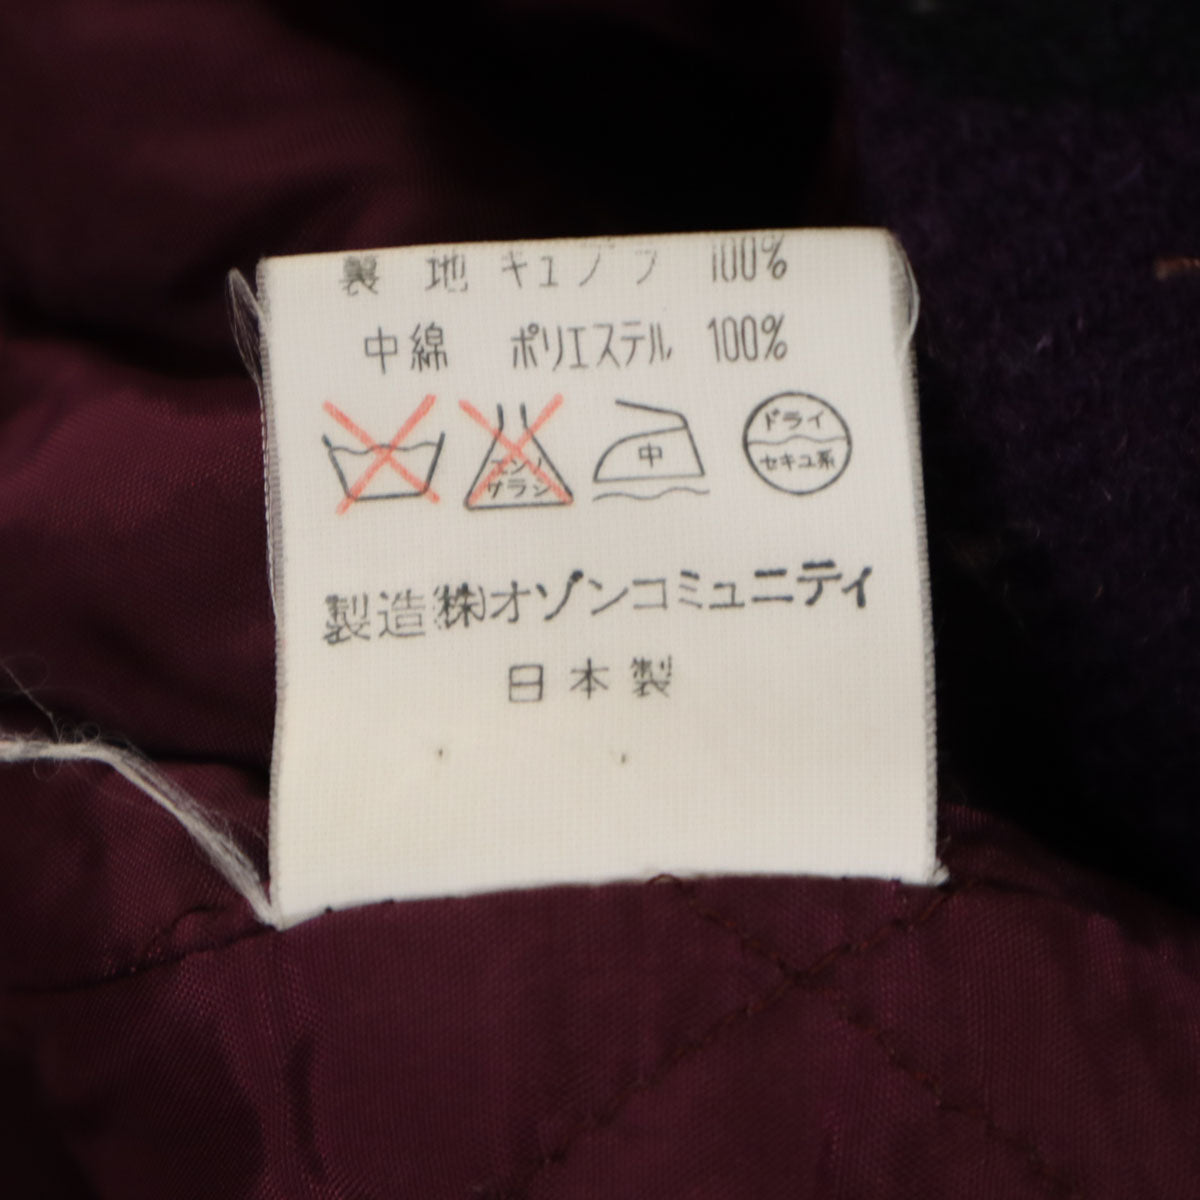 裏地 キュプラ 100%
中綿 ポリエステル 100%
エンソ
サラシ
中
ドライ
セキユ系
製造(株)オゾンコミュニティ
日本製